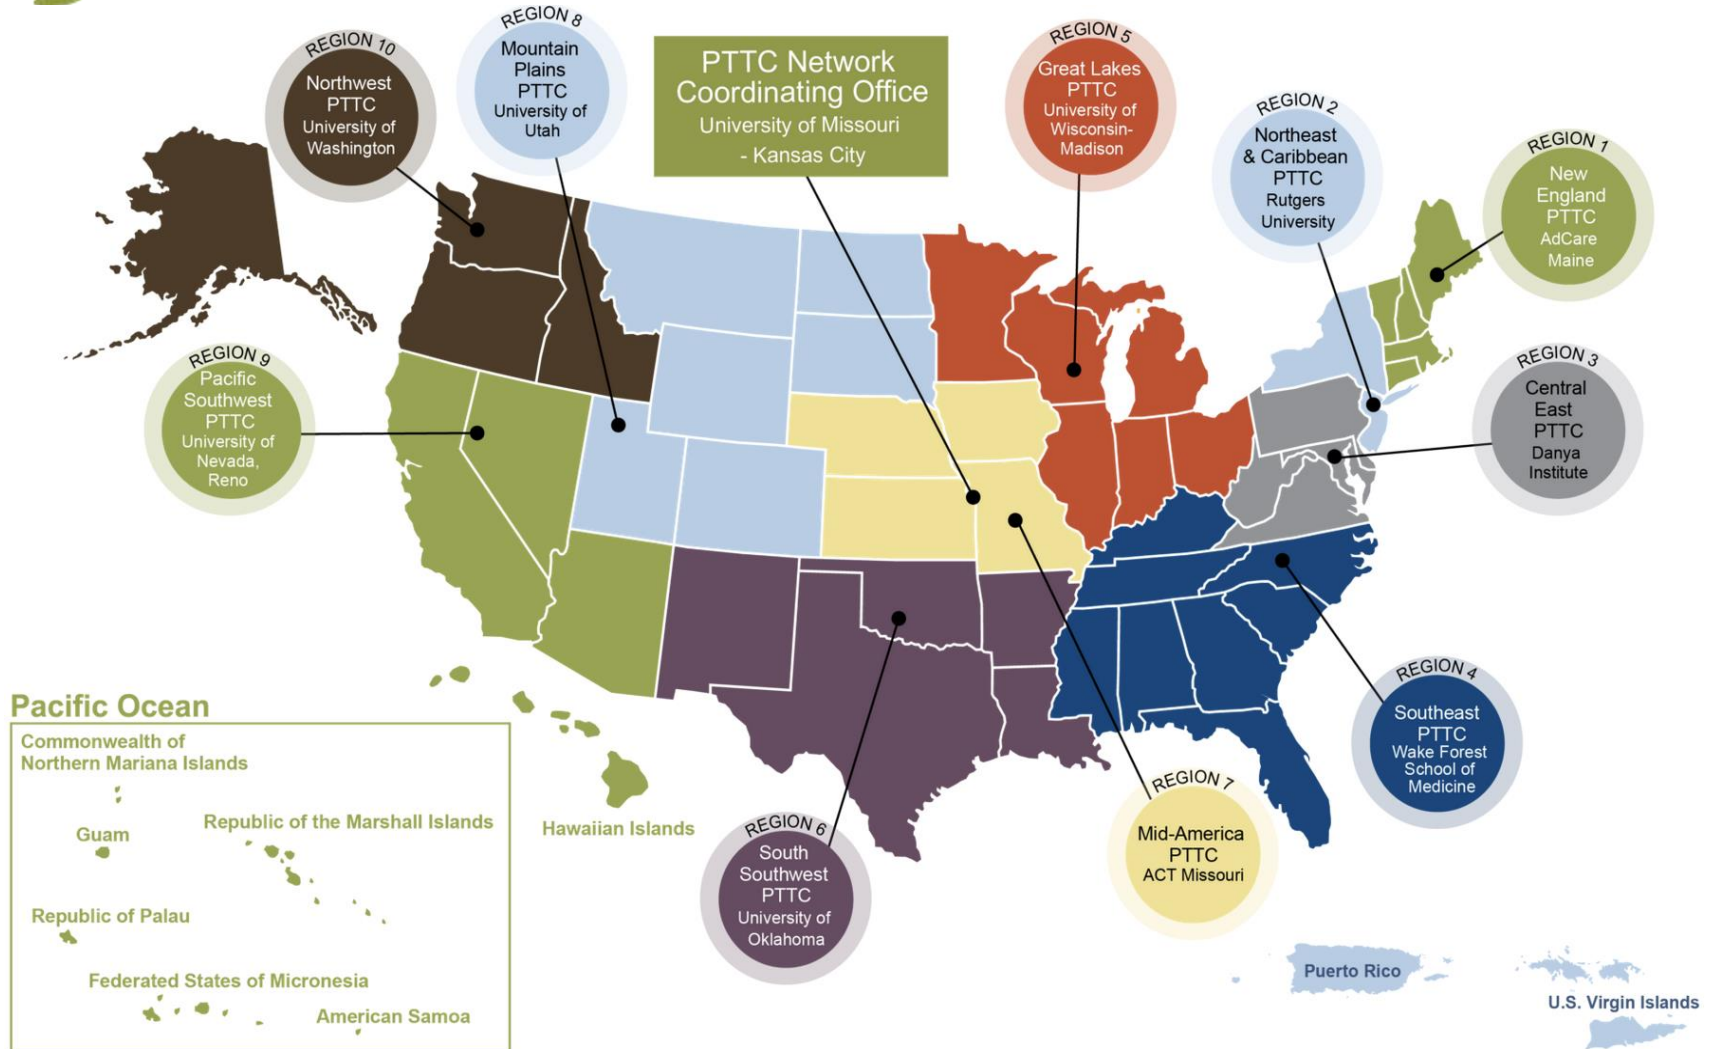 REGION 10
Northwest
PTTC
University of
Washington
REGION 8
Mountain
Plains
PTTC
University of
Utah
PTTC Network
Coordinating Office
University of Missouri
- Kansas City
REGION 5
Great Lakes
PTTC
University of
Wisconsin-
Madison
REGION 2
Northeast
& Caribbean
PTTC
Rutgers
University
REGION 1
New
England
PTTC
AdCare
Maine
REGION 9
Pacific
Southwest
PTTC
University of
Nevada,
Reno
REGION 3
Central
East
PTTC
Danya
Institute
REGION 4
Southeast
PTTC
Wake Forest
School of
Medicine
REGION 7
Mid-America
PTTC
ACT Missouri
REGION 6
South
Southwest
PTTC
University of
Oklahoma
Pacific Ocean
Commonwealth of
Northern Mariana Islands
Guam
Republic of the Marshall Islands
Republic of Palau
Federated States of Micronesia
American Samoa
Hawaiian Islands
Puerto Rico
U.S. Virgin Islands